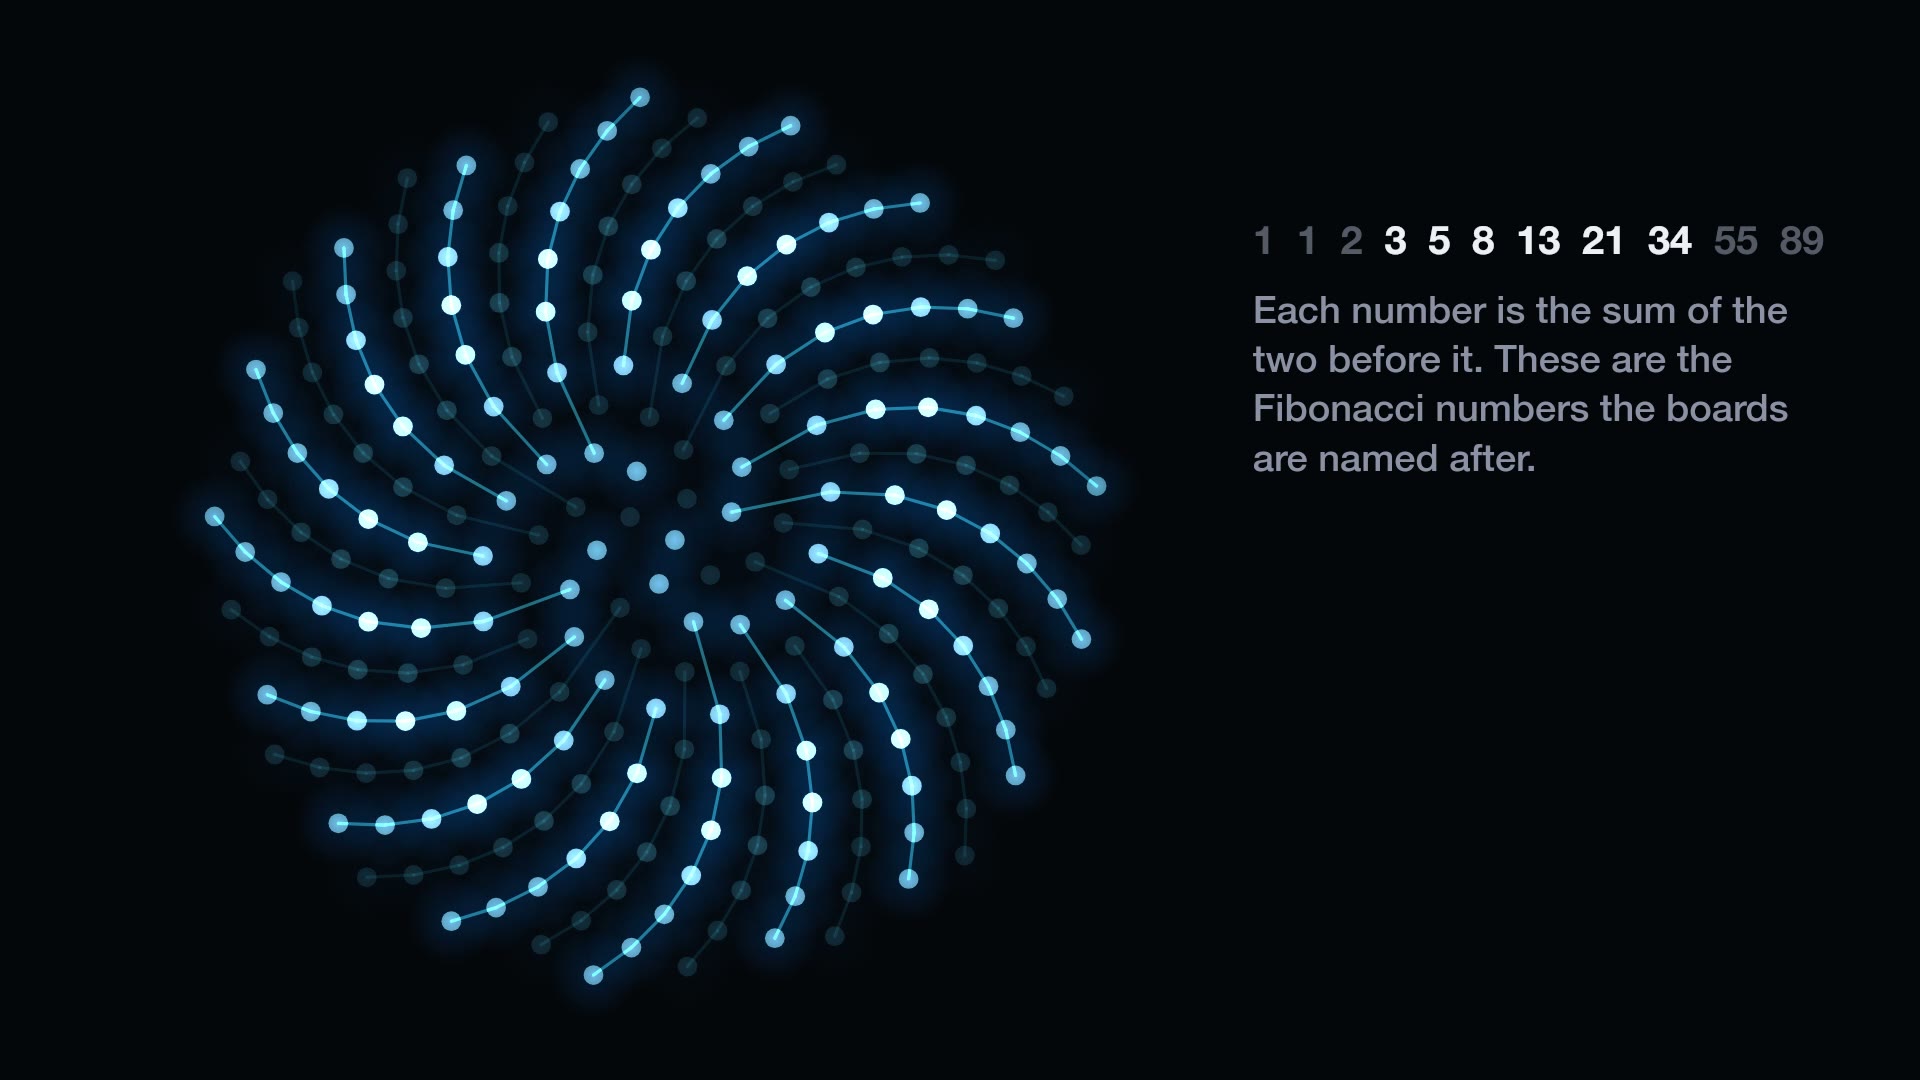 1 1 2 3 5 8 13 21 34 55 89
Each number is the sum of the
two before it. These are the
Fibonacci numbers the boards
are named after.